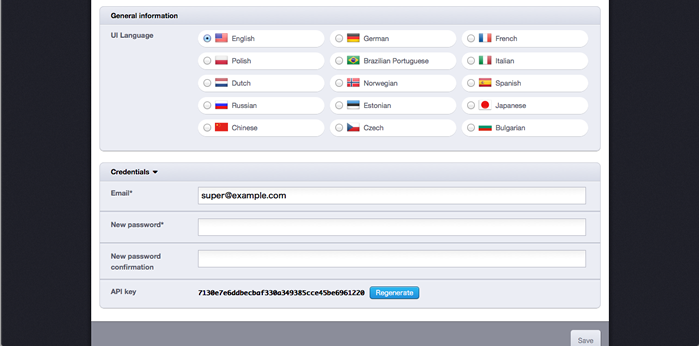 General information
UI Language
English German French
Polish Brazilian Portuguese Italian
Dutch Norwegian Spanish
Russian Estonian Japanese
Chinese Czech Bulgarian
Credentials
Email* super@example.com
New password*
New password
confirmation
API key 7130e7e6ddbecbaf330a349385cce45be6961220 Regenerate
Save